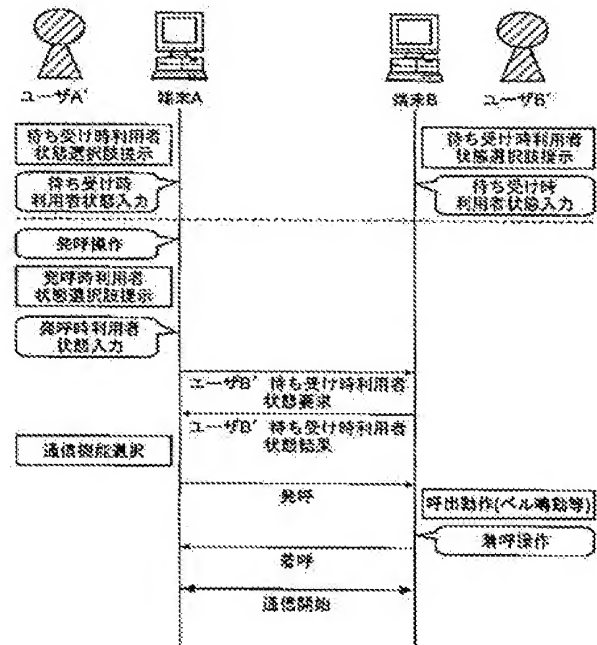 ユーザA' 端末A 端末B ユーザB'
待ち受け時利用者
状態選択肢提示
待ち受け時利用者
状態選択肢提示
待ち受け時
利用者状態入力
待ち受け時
利用者状態入力
発呼操作
発呼時利用者
状態選択肢提示
発呼時利用者
状態入力
ユーザB' 待ち受け時利用者
状態要求
ユーザB' 待ち受け時利用者
状態結果
通信機能選択
発呼
呼出動作(ベル鳴動等)
着呼操作
着呼
通信開始